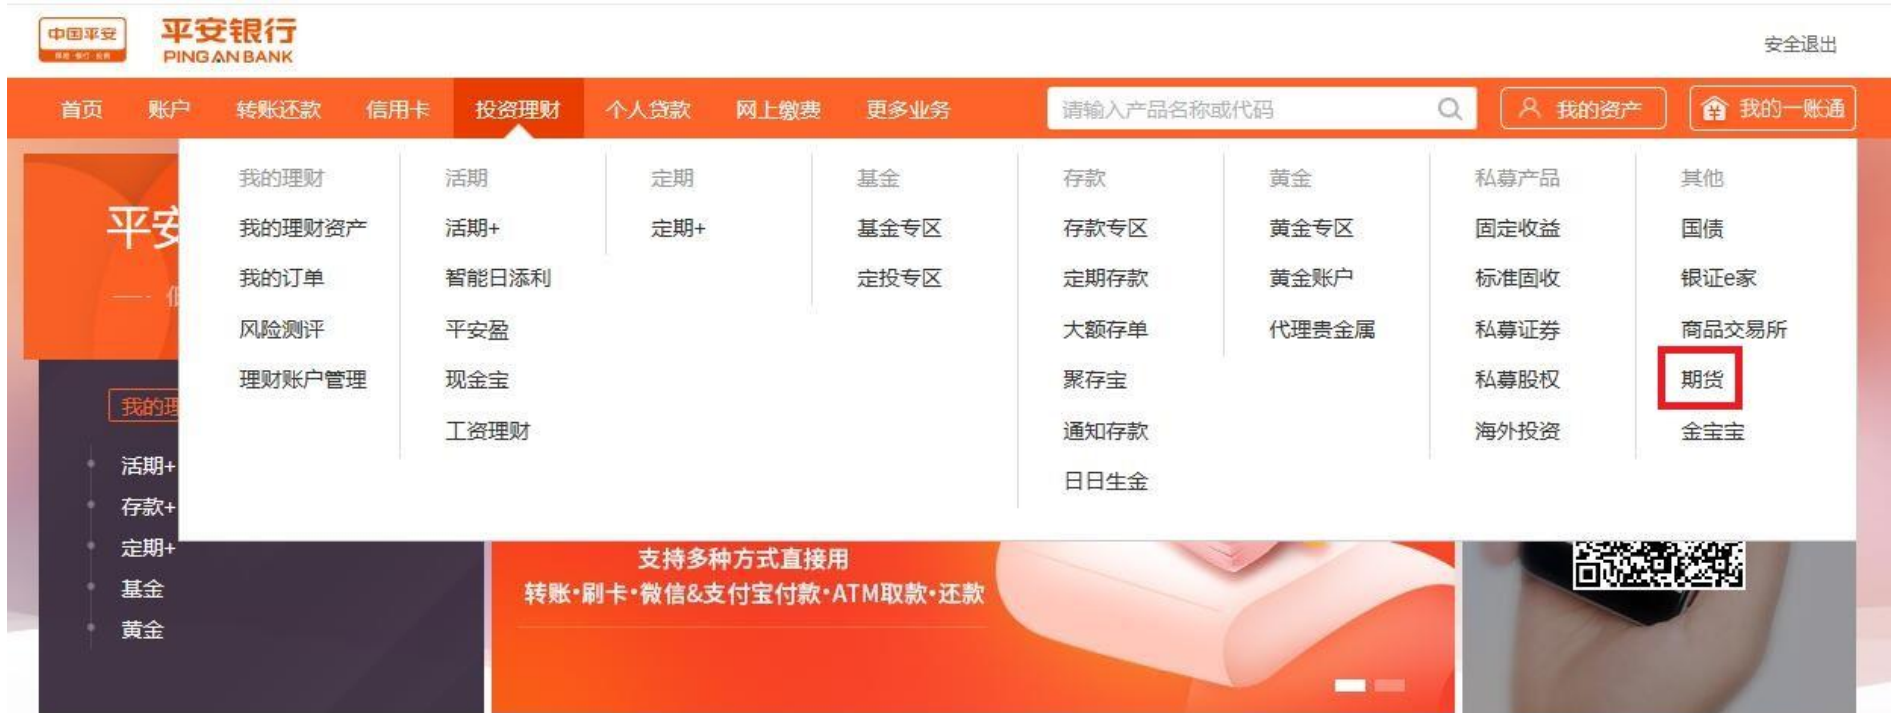 中国平安
保险·银行·投资
平安银行
PINGAN BANK
安全退出
首页 账户 转账还款 信用卡 投资理财 个人贷款 网上缴费 更多业务 请输入产品名称或代码 我的资产 我的一账通
我的理财 活期 定期 基金 存款 黄金 私募产品 其他
我的理财资产 活期+ 定期+ 基金专区 存款专区 黄金专区 固定收益 国债
我的订单 智能日添利 定投专区 定期存款 黄金账户 标准固收 银证e家
风险测评 平安盈 大额存单 代理贵金属 私募证券 商品交易所
理财账户管理 现金宝 聚存宝 私募股权 期货
工资理财 通知存款 海外投资 金宝宝
日日生金
平安
我的理
活期+
存款+
定期+
基金
黄金
支持多种方式直接用
转账•刷卡•微信&支付宝付款•ATM取款•还款